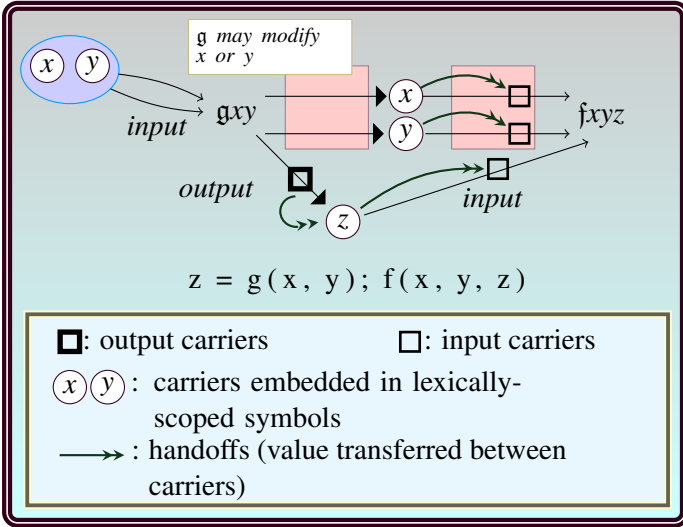 𝔤 may modify
x or y
x y
input
𝔤xy
x
y
𝔣xyz
output
input
z
z = g(x, y); f(x, y, z)
: output carriers
: input carriers
x y : carriers embedded in lexically-
scoped symbols
: handoffs (value transferred between
carriers)